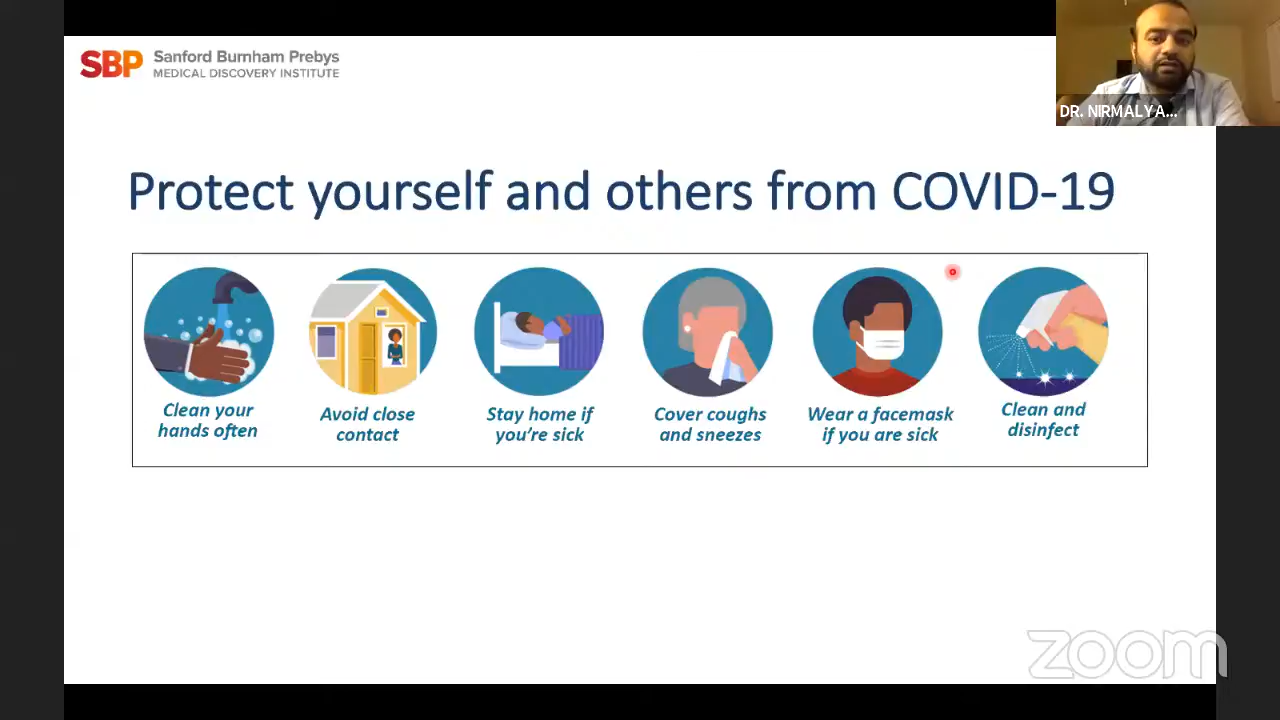 SBP Sanford Burnham Prebys
MEDICAL DISCOVERY INSTITUTE
DR. NIRMALYA...
Protect yourself and others from COVID-19
Clean your
hands often
Avoid close
contact
Stay home if
you're sick
Cover coughs
and sneezes
Wear a facemask
if you are sick
Clean and
disinfect
zoom